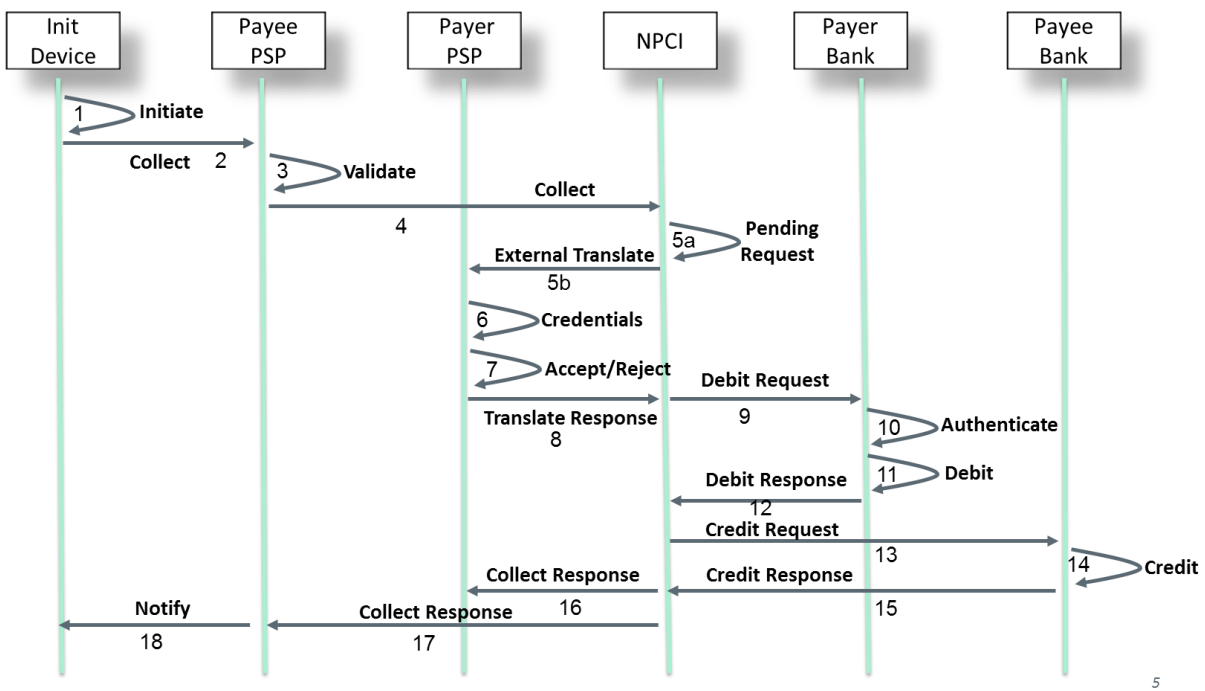 Init
Device
Payee
PSP
Payer
PSP
NPCI
Payer
Bank
Payee
Bank
1 Initiate
Collect 2
3 Validate
Collect
4
5a Pending
Request
External Translate
5b
6 Credentials
7 Accept/Reject
Debit Request
Translate Response 9
8
10 Authenticate
11 Debit
Debit Response
12
Credit Request
13
14 Credit
Collect Response Credit Response
16 15
Notify Collect Response
18 17
5